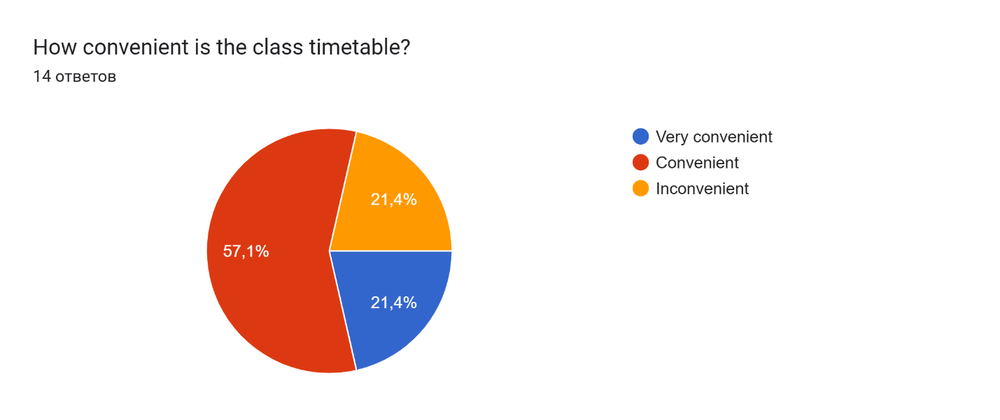 How convenient is the class timetable?
14 ответов
Very convenient
Convenient
Inconvenient
21,4%
57,1%
21,4%